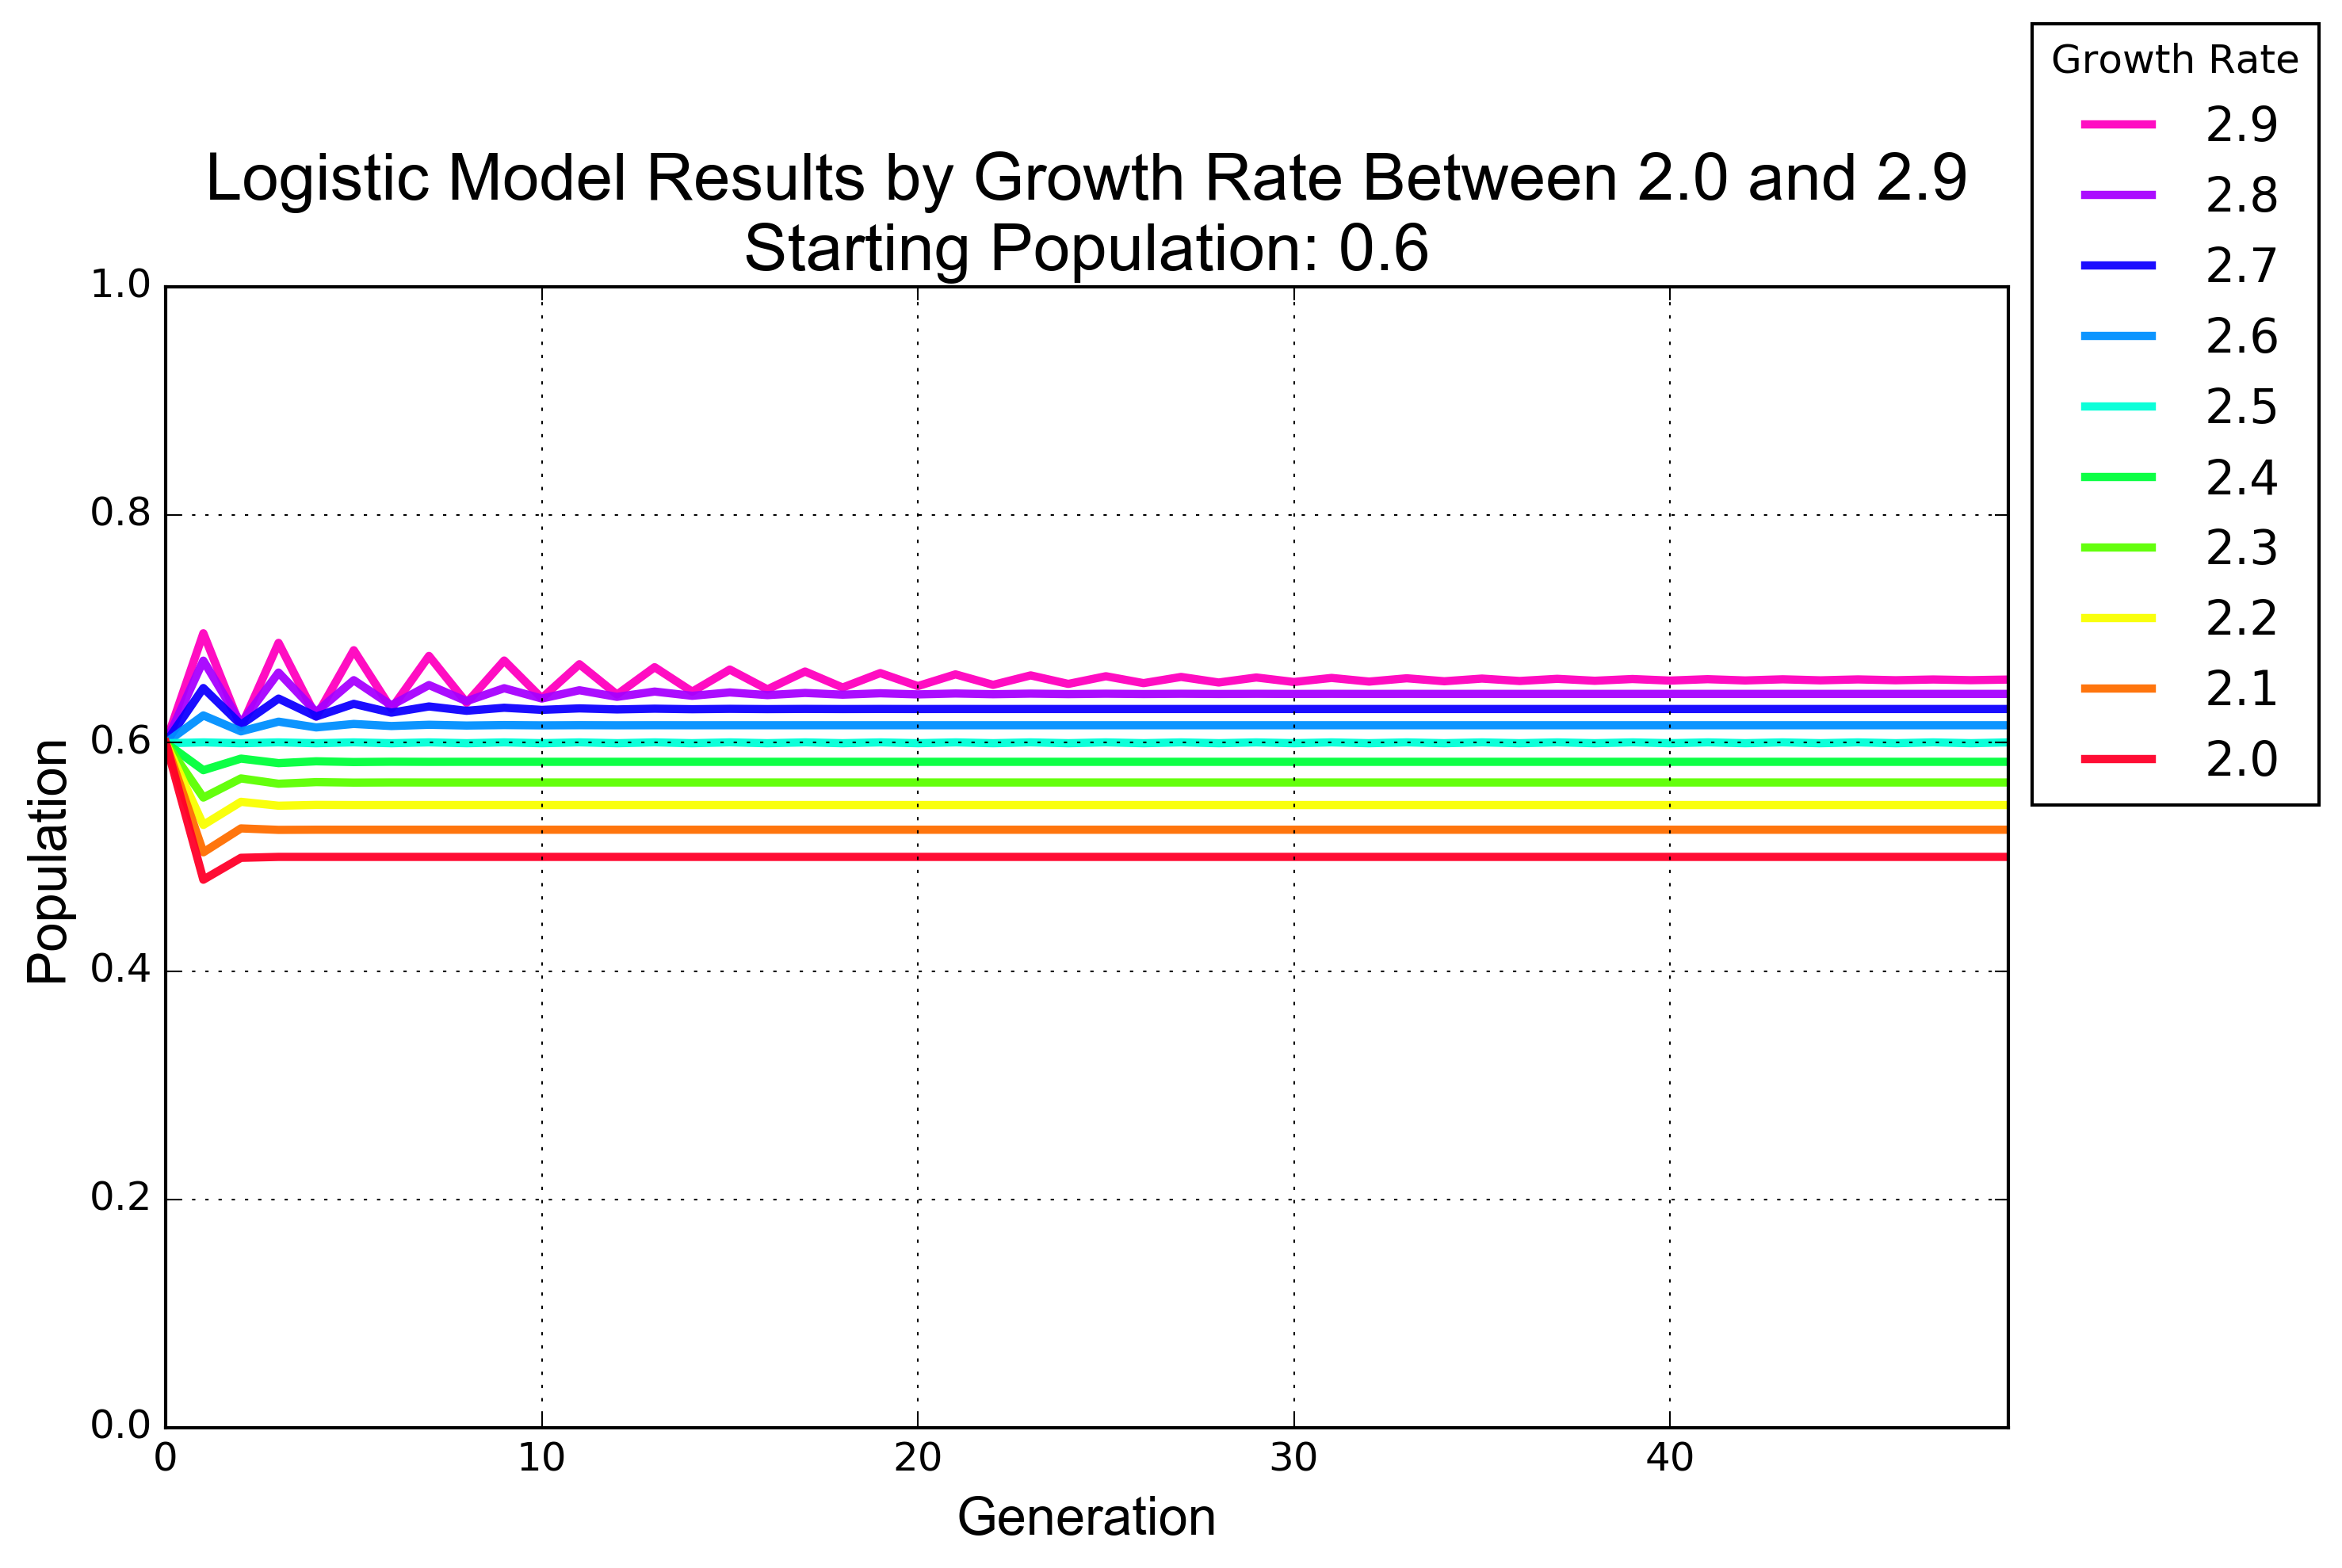 Logistic Model Results by Growth Rate Between 2.0 and 2.9
Starting Population: 0.6
Growth Rate
2.9
2.8
2.7
2.6
2.5
2.4
2.3
2.2
2.1
2.0
Population
1.0
0.8
0.6
0.4
0.2
0.0
0 10 20 30 40
Generation